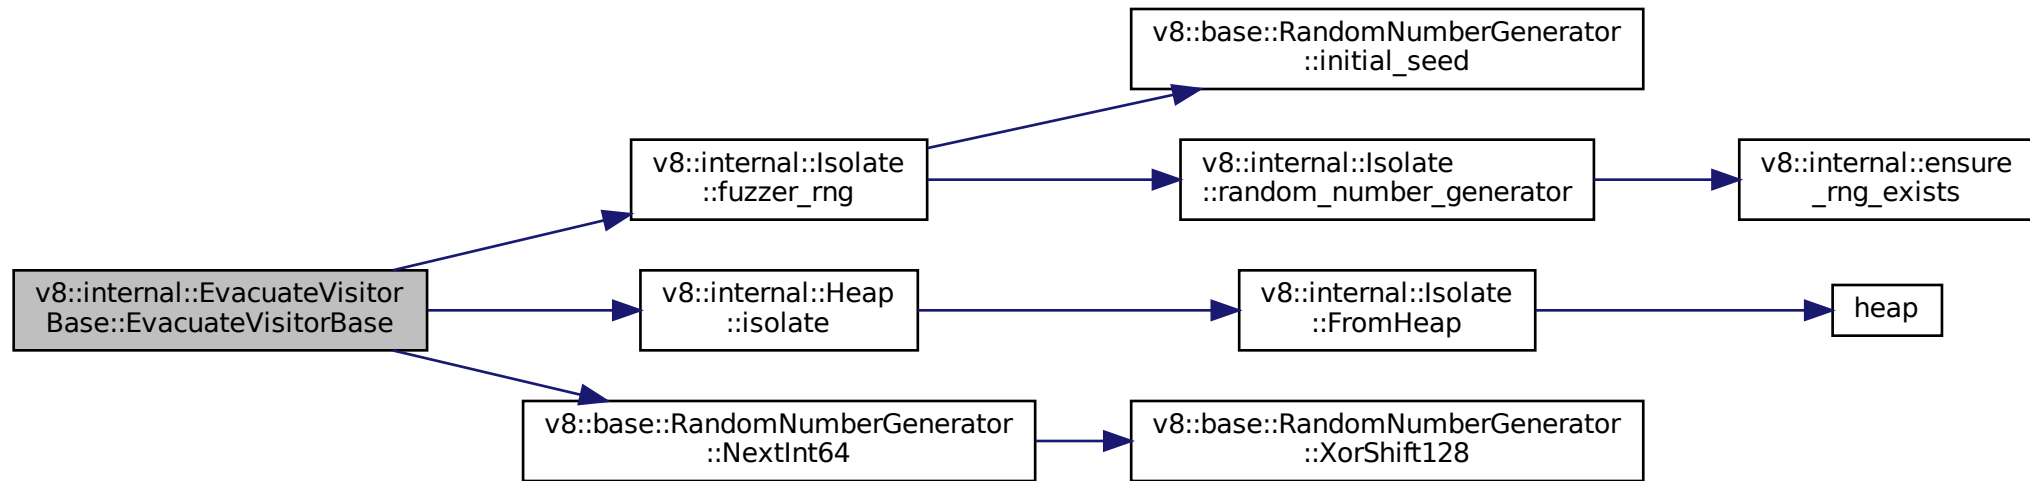 v8::base::RandomNumberGenerator
::initial_seed
v8::internal::Isolate
::fuzzer_rng
v8::internal::Isolate
::random_number_generator
v8::internal::ensure
_rng_exists
v8::internal::EvacuateVisitor
Base::EvacuateVisitorBase
v8::internal::Heap
::isolate
v8::internal::Isolate
::FromHeap
heap
v8::base::RandomNumberGenerator
::NextInt64
v8::base::RandomNumberGenerator
::XorShift128